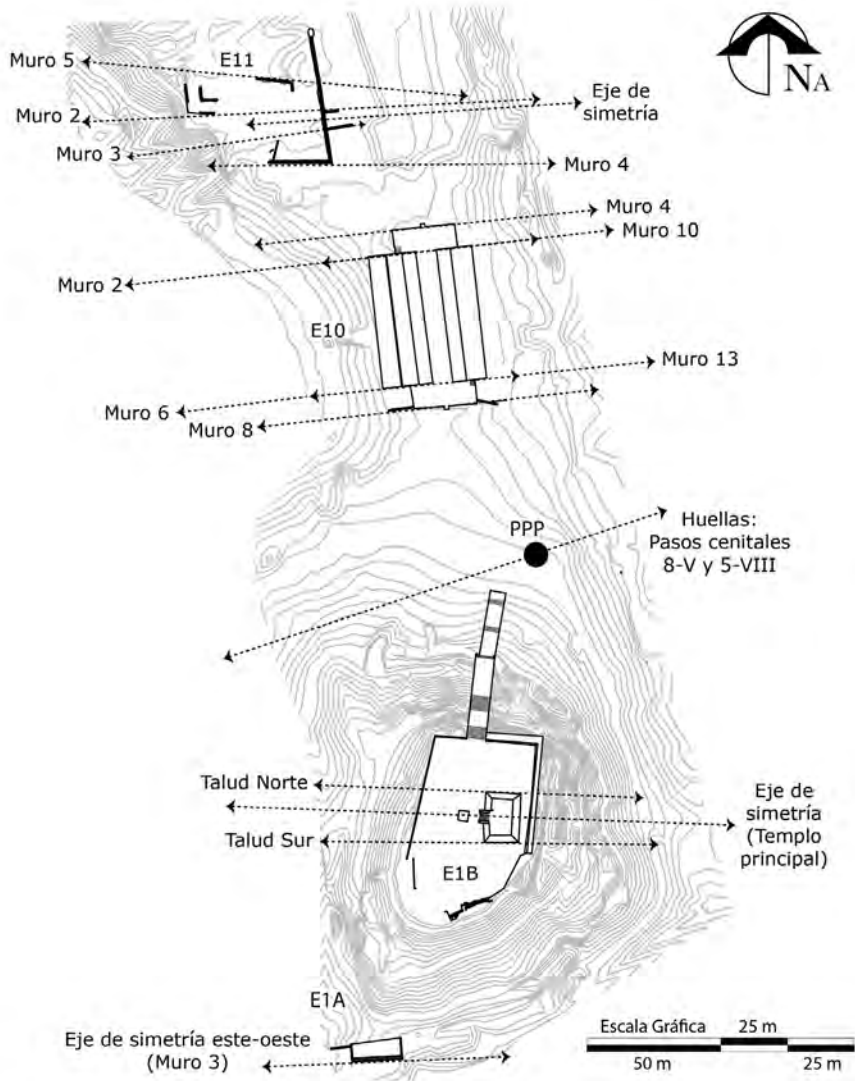 Muro 5
E11
NA
Eje de
simetría
Muro 2
Muro 3
Muro 4
Muro 4
Muro 10
Muro 2
E10
Muro 13
Muro 6
Muro 8
PPP
Huellas:
Pasos cenitales
8-V y 5-VIII
Talud Norte
Eje de
simetría
(Templo
principal)
Talud Sur
E1B
E1A
Eje de simetría este-oeste
(Muro 3)
Escala Gráfica 25 m
50 m 25 m